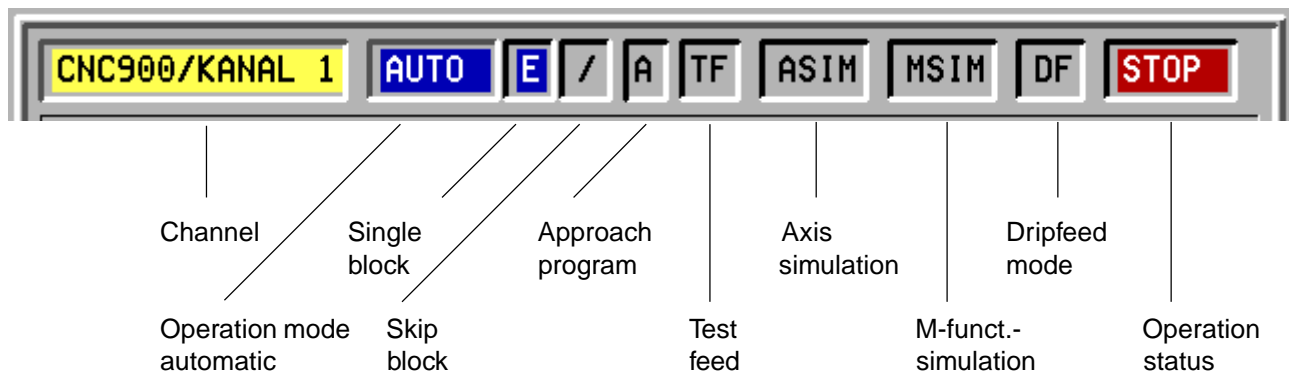 CNC900/KANAL 1 AUTO E / A TF ASIM MSIM DF STOP
Channel Single Approach Axis Dripfeed
block program simulation mode
Operation mode Skip Test M-funct.- Operation
automatic block feed simulation status